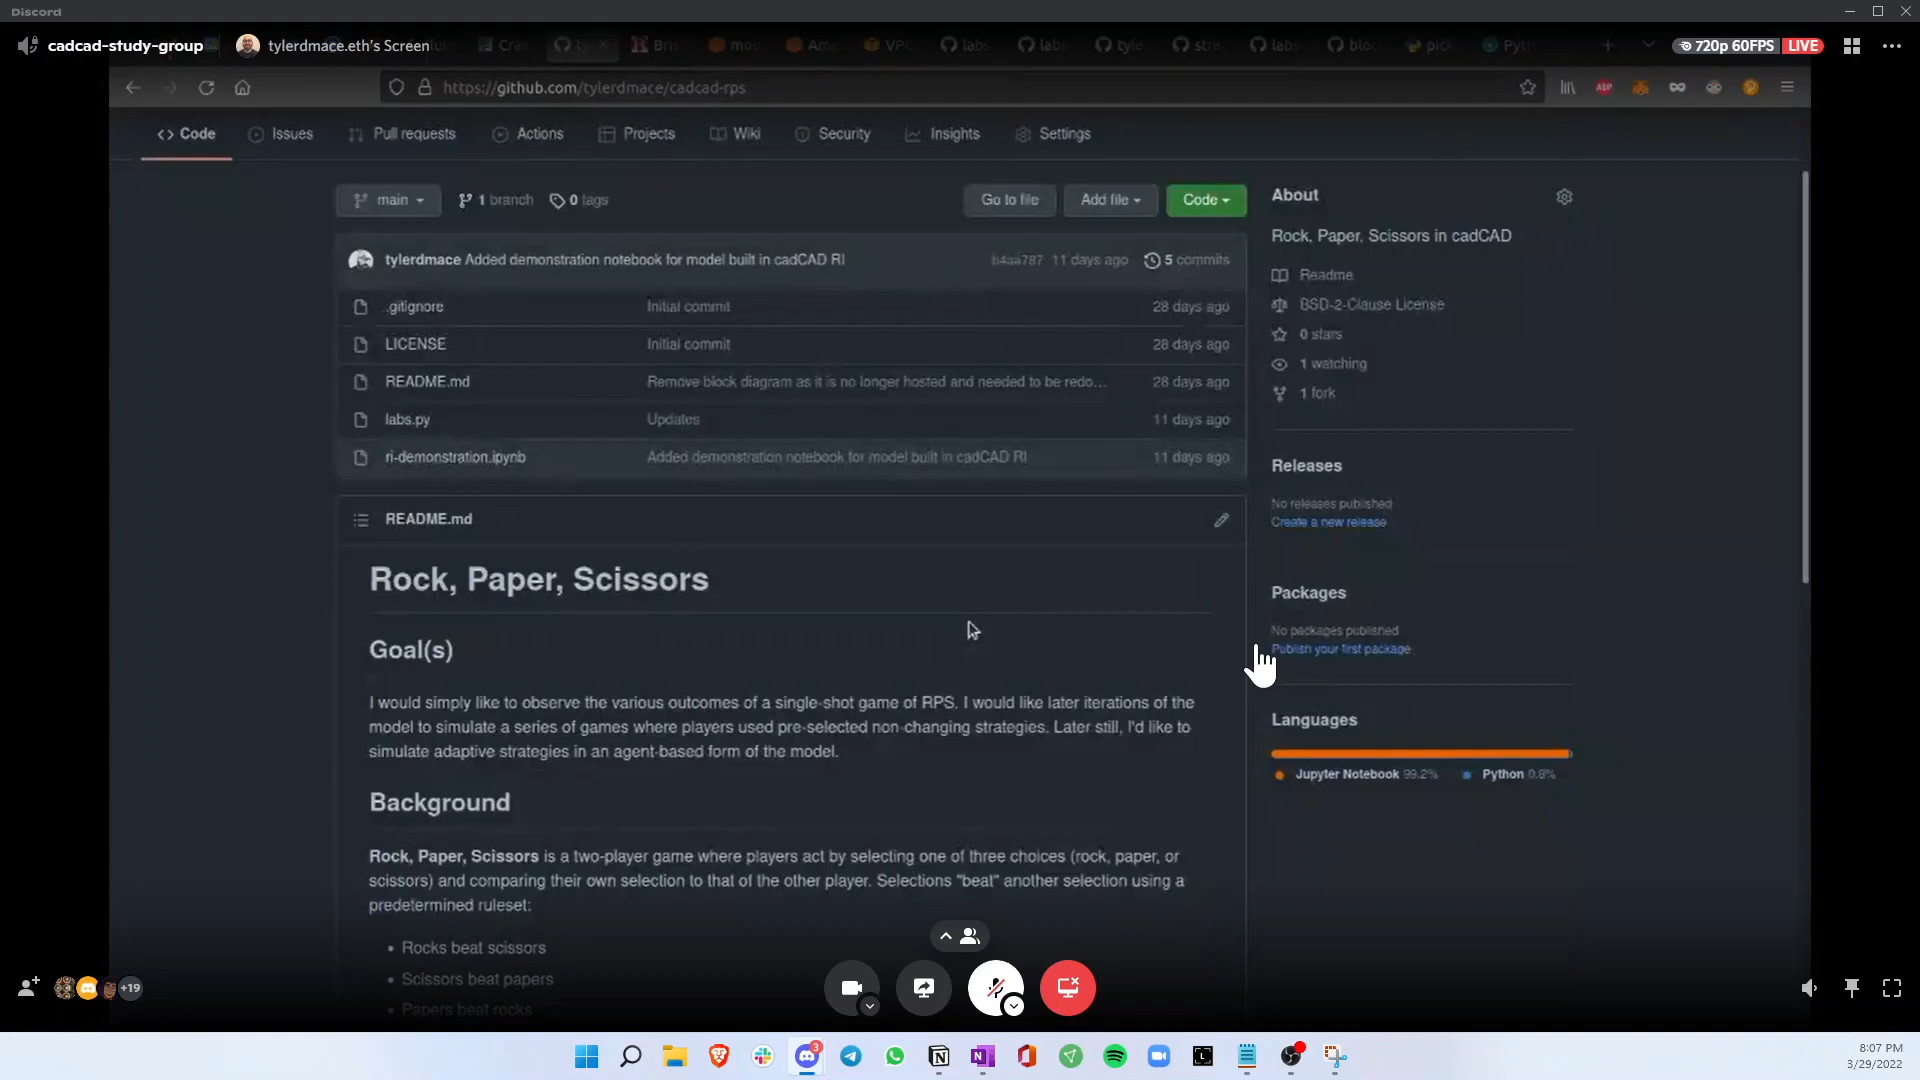 Discord
cadcad-study-group
tylerdmace.eth's Screen
720p 60FPS LIVE
https://github.com/tylerdmace/cadcad-rps
Code Issues Pull requests Actions Projects Wiki Security Insights Settings
main 1 branch 0 tags Go to file Add file Code
tylerdmace Added demonstration notebook for model built in cadCAD RI b4aa787 11 days ago 5 commits
.gitignore Initial commit 28 days ago
LICENSE Initial commit 28 days ago
README.md Remove block diagram as it is no longer hosted and needed to be redo... 28 days ago
labs.py Updates 11 days ago
ri-demonstration.ipynb Added demonstration notebook for model built in cadCAD RI 11 days ago
README.md
Rock, Paper, Scissors
Goal(s)
I would simply like to observe the various outcomes of a single-shot game of RPS. I would like later iterations of the
model to simulate a series of games where players used pre-selected non-changing strategies. Later still, I'd like to
simulate adaptive strategies in an agent-based form of the model.
Background
Rock, Paper, Scissors is a two-player game where players act by selecting one of three choices (rock, paper, or
scissors) and comparing their own selection to that of the other player. Selections "beat" another selection using a
predetermined ruleset:
• Rocks beat scissors
• Scissors beat papers
• Papers beat rocks
About
Rock, Paper, Scissors in cadCAD
Readme
BSD-2-Clause License
0 stars
1 watching
1 fork
Releases
No releases published
Create a new release
Packages
No packages published
Publish your first package
Languages
Jupyter Notebook 99.2% Python 0.8%
+19
3
8:07 PM
3/29/2022